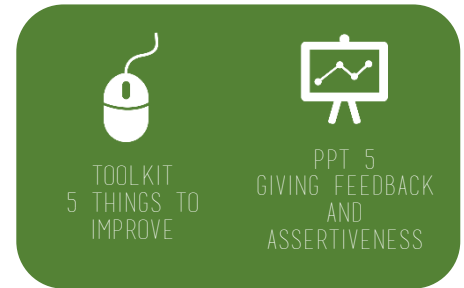 TOOLKIT
5 THINGS TO
IMPROVE
PPT 5
GIVING FEEDBACK
AND
ASSERTIVENESS